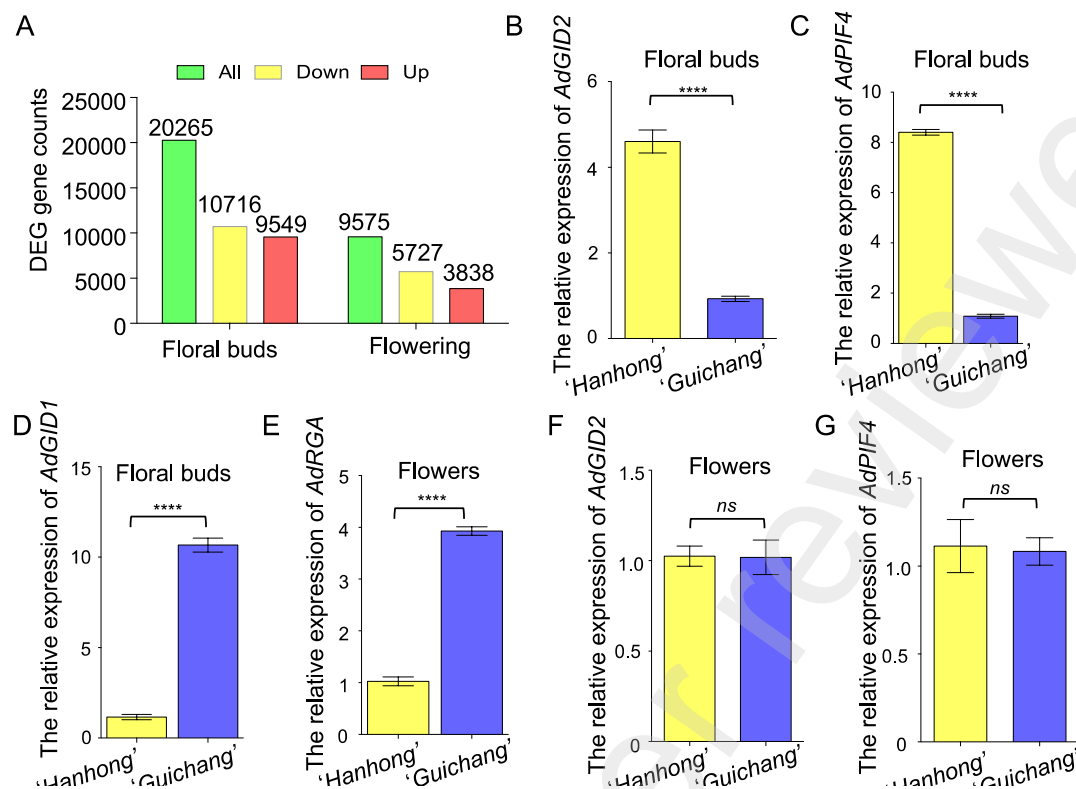 A
All Down Up
DEG gene counts
25000
20000
15000
10000
5000
0
20265
10716
9549
9575
5727
3838
Floral buds
Flowering
B
The relative expression of AdGID2
Floral buds
****
6
4
2
0
'Hanhong'
'Guichang'
C
The relative expression of AdPIF4
Floral buds
****
10
8
6
4
2
0
'Hanhong'
'Guichang'
D
The relative expression of AdGID1
Floral buds
****
15
10
5
0
'Hanhong'
'Guichang'
E
The relative expression of AdRGA
Flowers
****
5
4
3
2
1
0
'Hanhong'
'Guichang'
F
The relative expression of AdGID2
Flowers
ns
1.5
1.0
0.5
0.0
'Hanhong'
'Guichang'
G
The relative expression of AdPIF4
Flowers
ns
1.5
1.0
0.5
0.0
'Hanhong'
'Guichang'
er review